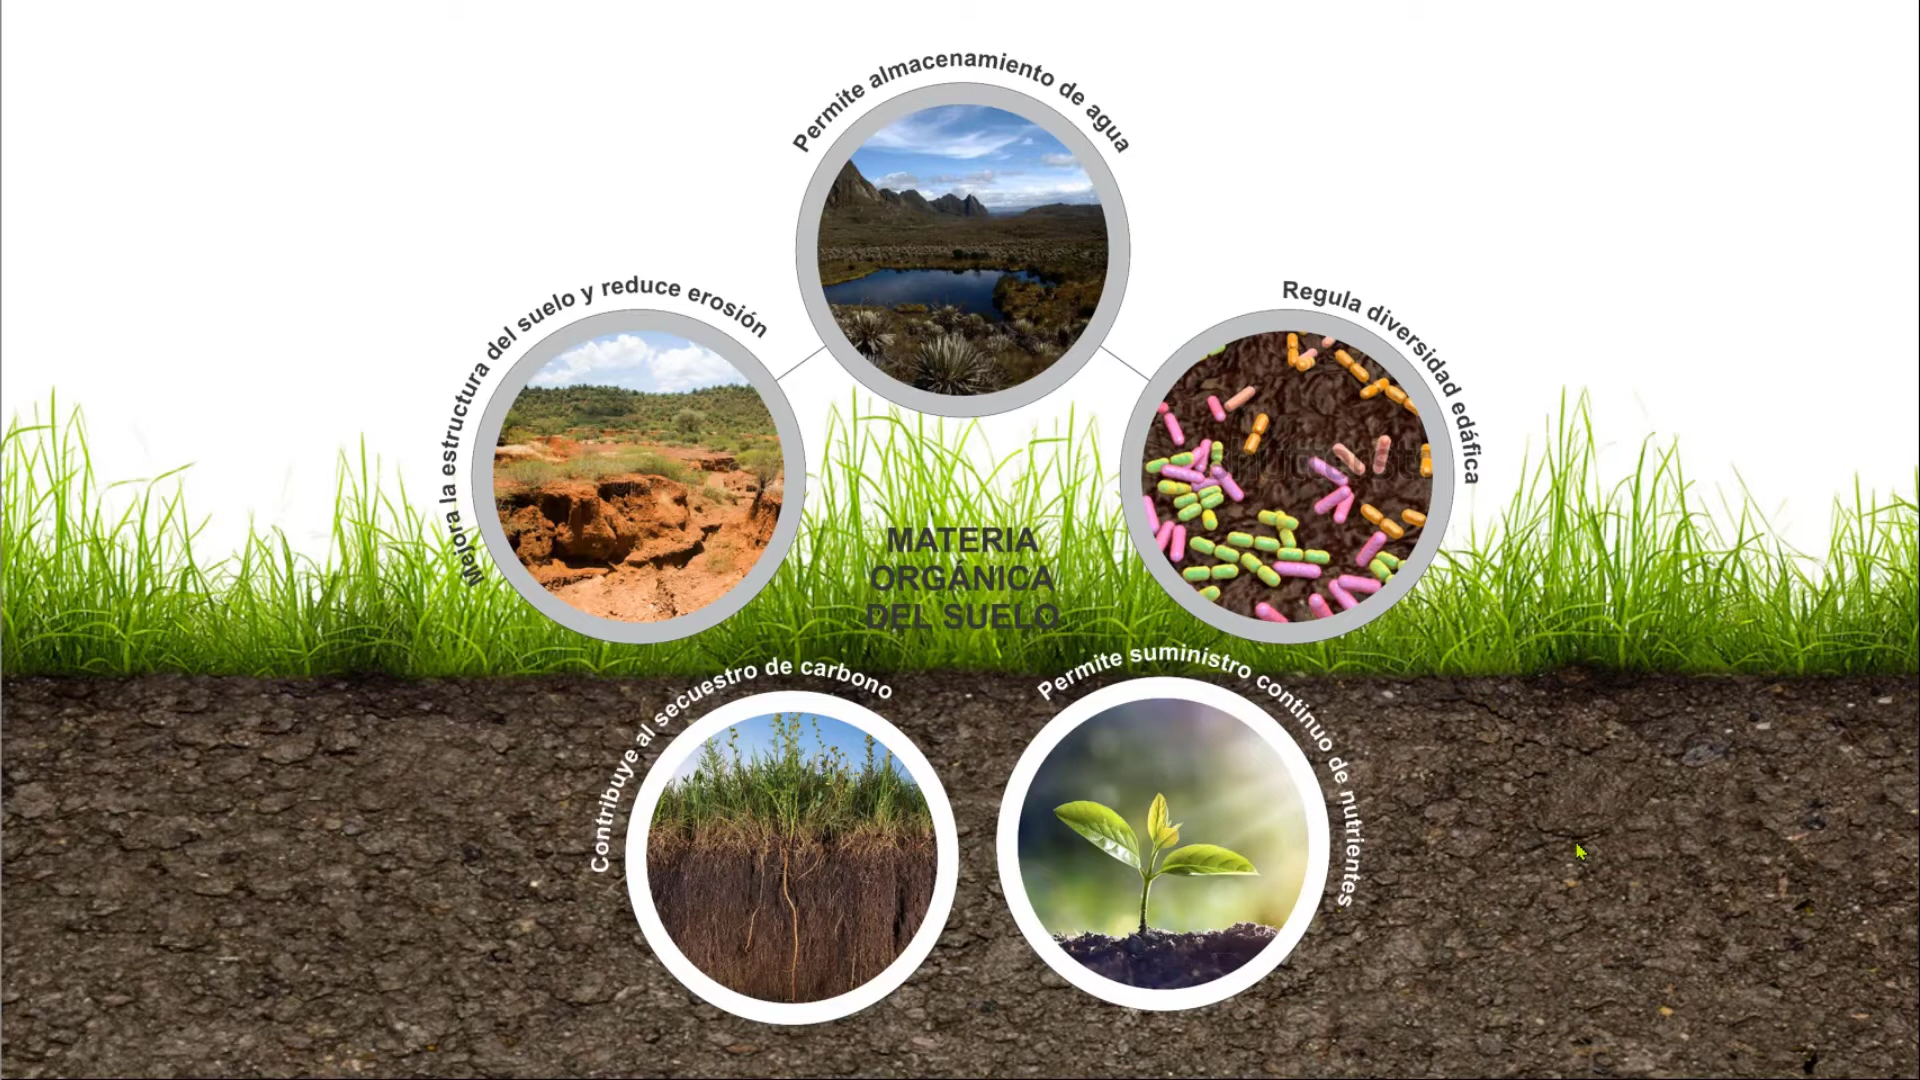 Permite almacenamiento de agua
Mejora la estructura del suelo y reduce erosión
Regula diversidad edáfica
MATERIA
ORGÁNICA
DEL SUELO
Contribuye al secuestro de carbono
Permite suministro continuo de nutrientes